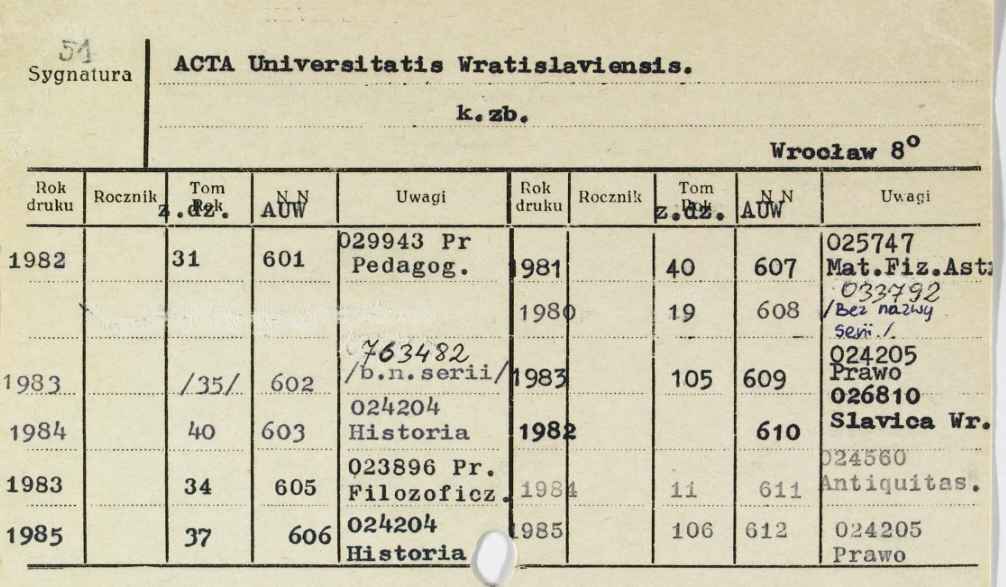 51
Sygnatura
ACTA Universitatis Wratislaviensis.
k.zb.
Wrocław 8°
Rok druku Rocznik Tom Rok z.dz. N.N AUW Uwagi Rok druku Rocznik Tom Rok z.dz. N.N AUW Uwagi
1982 31 601 029943 Pr
Pedagog.
1981 40 607 025747
Mat.Fiz.Ast
1980 19 608 033792
/Bez nazwy
serii./
1983 /35/ 602 763482
/b.n.serii/
1983 105 609 024205
Prawo
1984 40 603 024204
Historia
1982 610 026810
Slavica Wr.
1983 34 605 023896 Pr.
Filozoficz.
1984 11 611 024560
Antiquitas.
1985 37 606 024204
Historia
1985 106 612 024205
Prawo